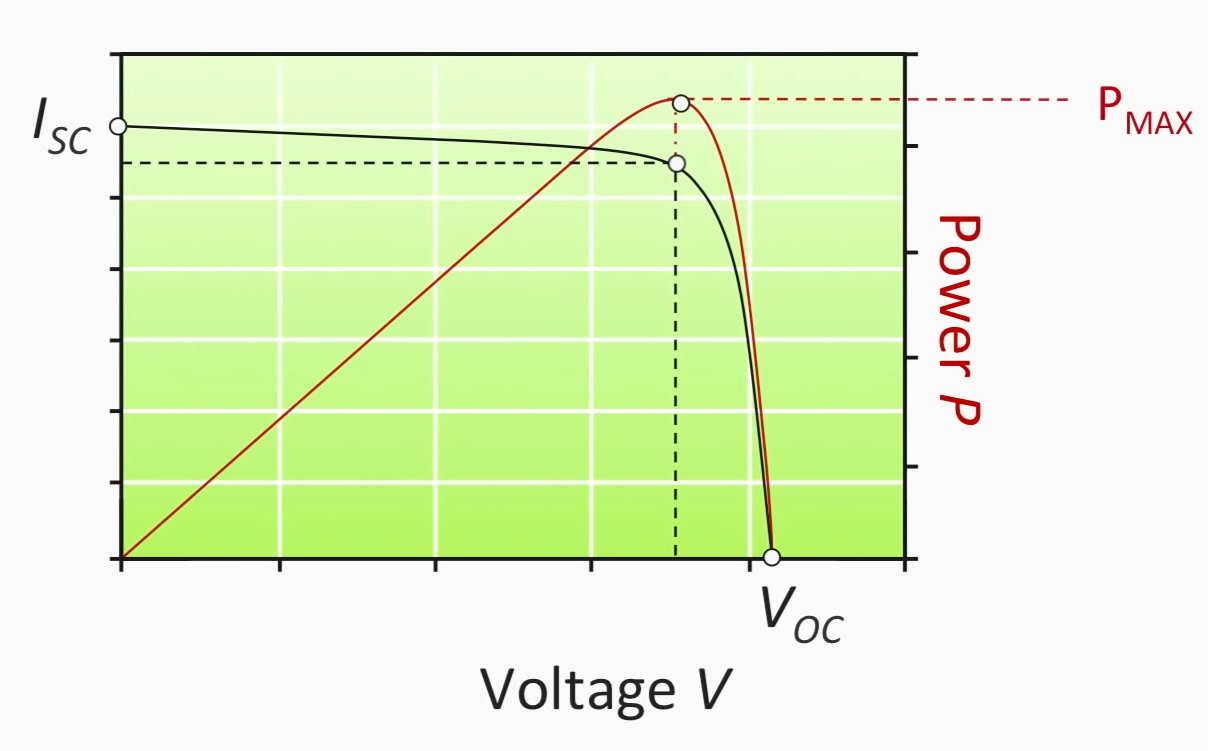 I_SC
P_MAX
Power P
V_OC
Voltage V